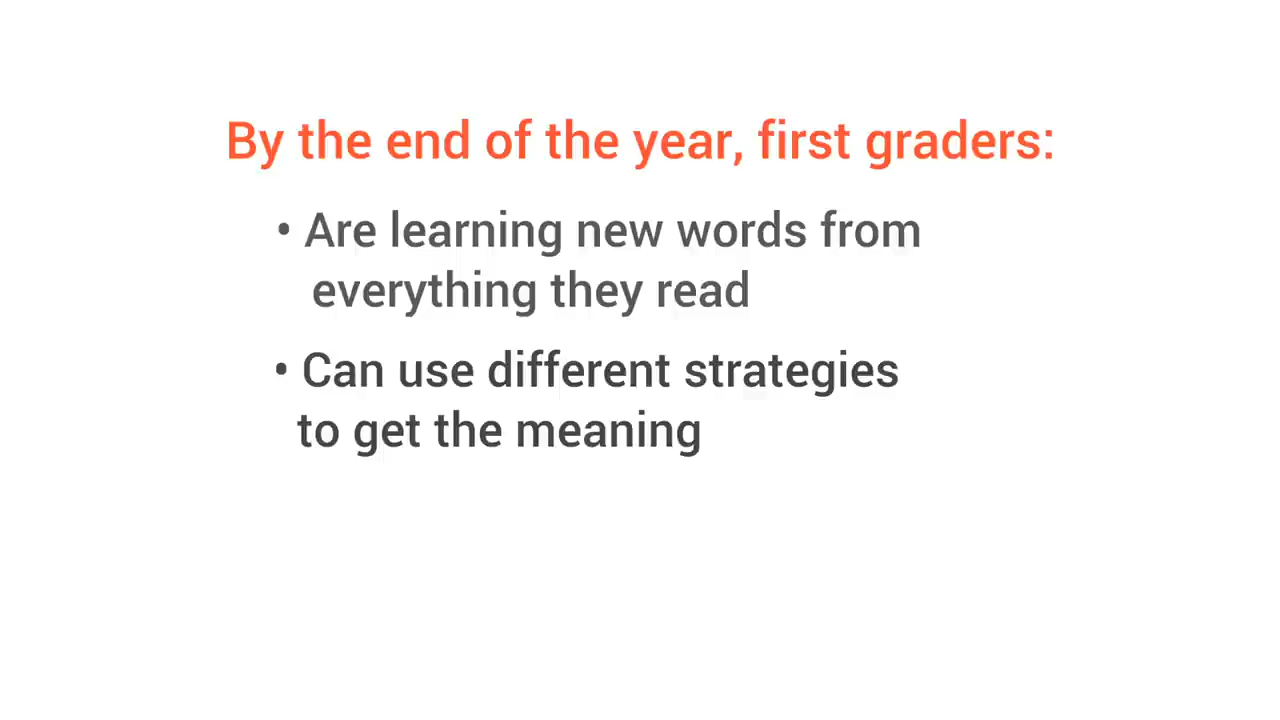 By the end of the year, first graders:
• Are learning new words from
everything they read
• Can use different strategies
to get the meaning